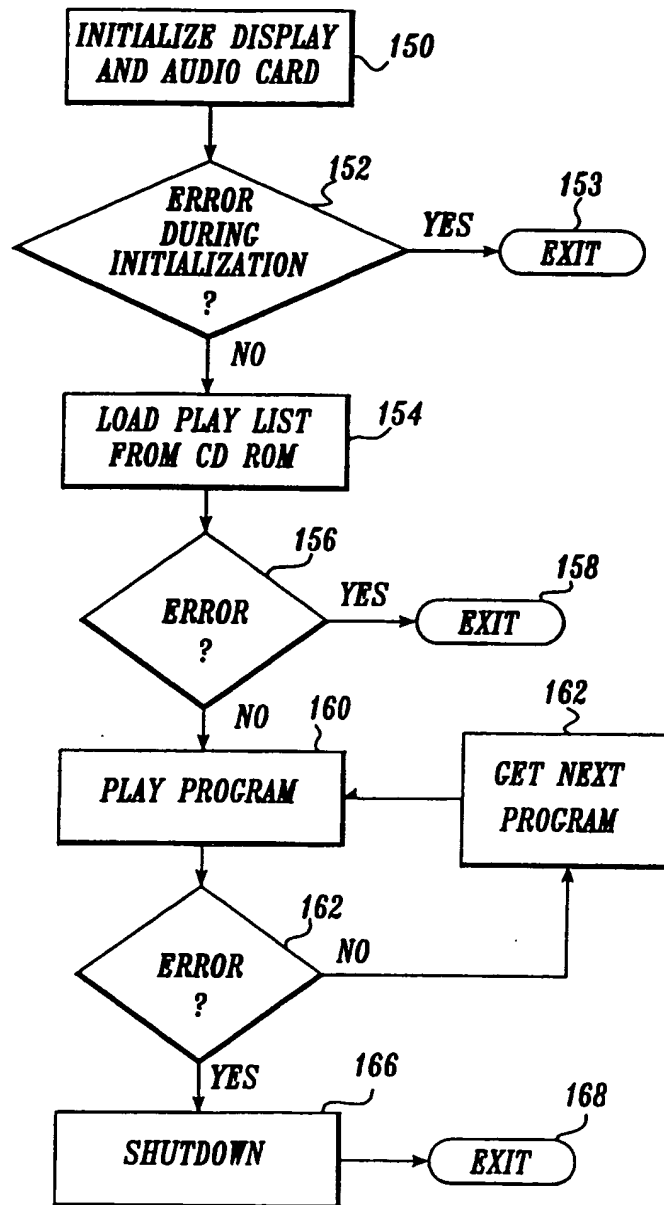 INITIALIZE DISPLAY
AND AUDIO CARD
150
152
ERROR
DURING
INITIALIZATION
?
YES
153
EXIT
NO
LOAD PLAY LIST
FROM CD ROM
154
156
ERROR
?
YES
158
EXIT
NO
160
PLAY PROGRAM
162
GET NEXT
PROGRAM
162
ERROR
?
NO
YES
166
SHUTDOWN
168
EXIT